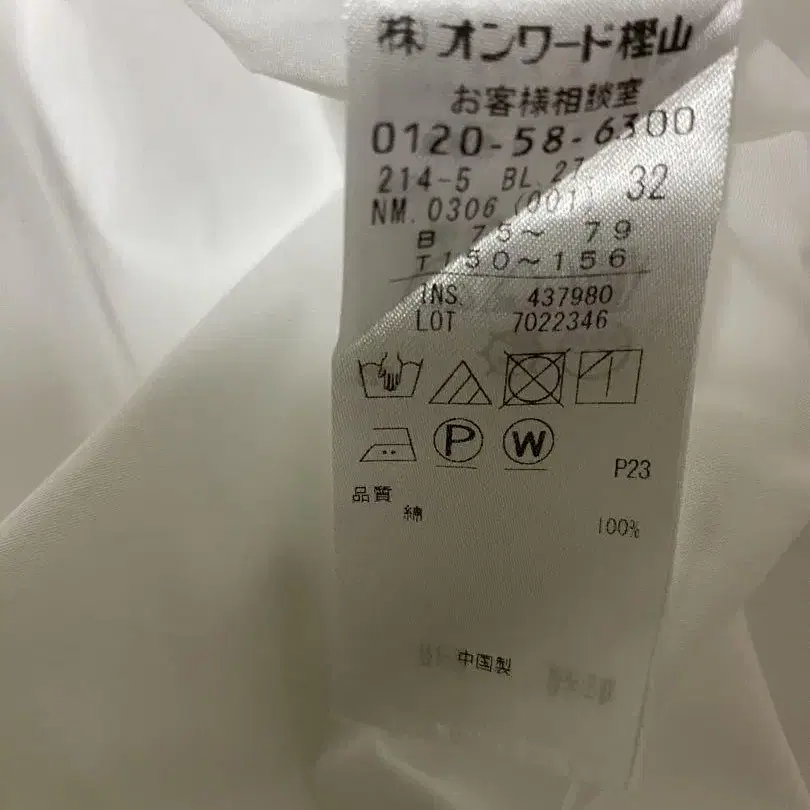 ㈱オンワード樫山
お客様相談室
0120-58-6300
214-5 BL.27. 32
NM.0306 (001)
B 75～ 79
T150～156
INS. 437980
LOT 7022346
P W
P23
品質
綿 100%
中国製